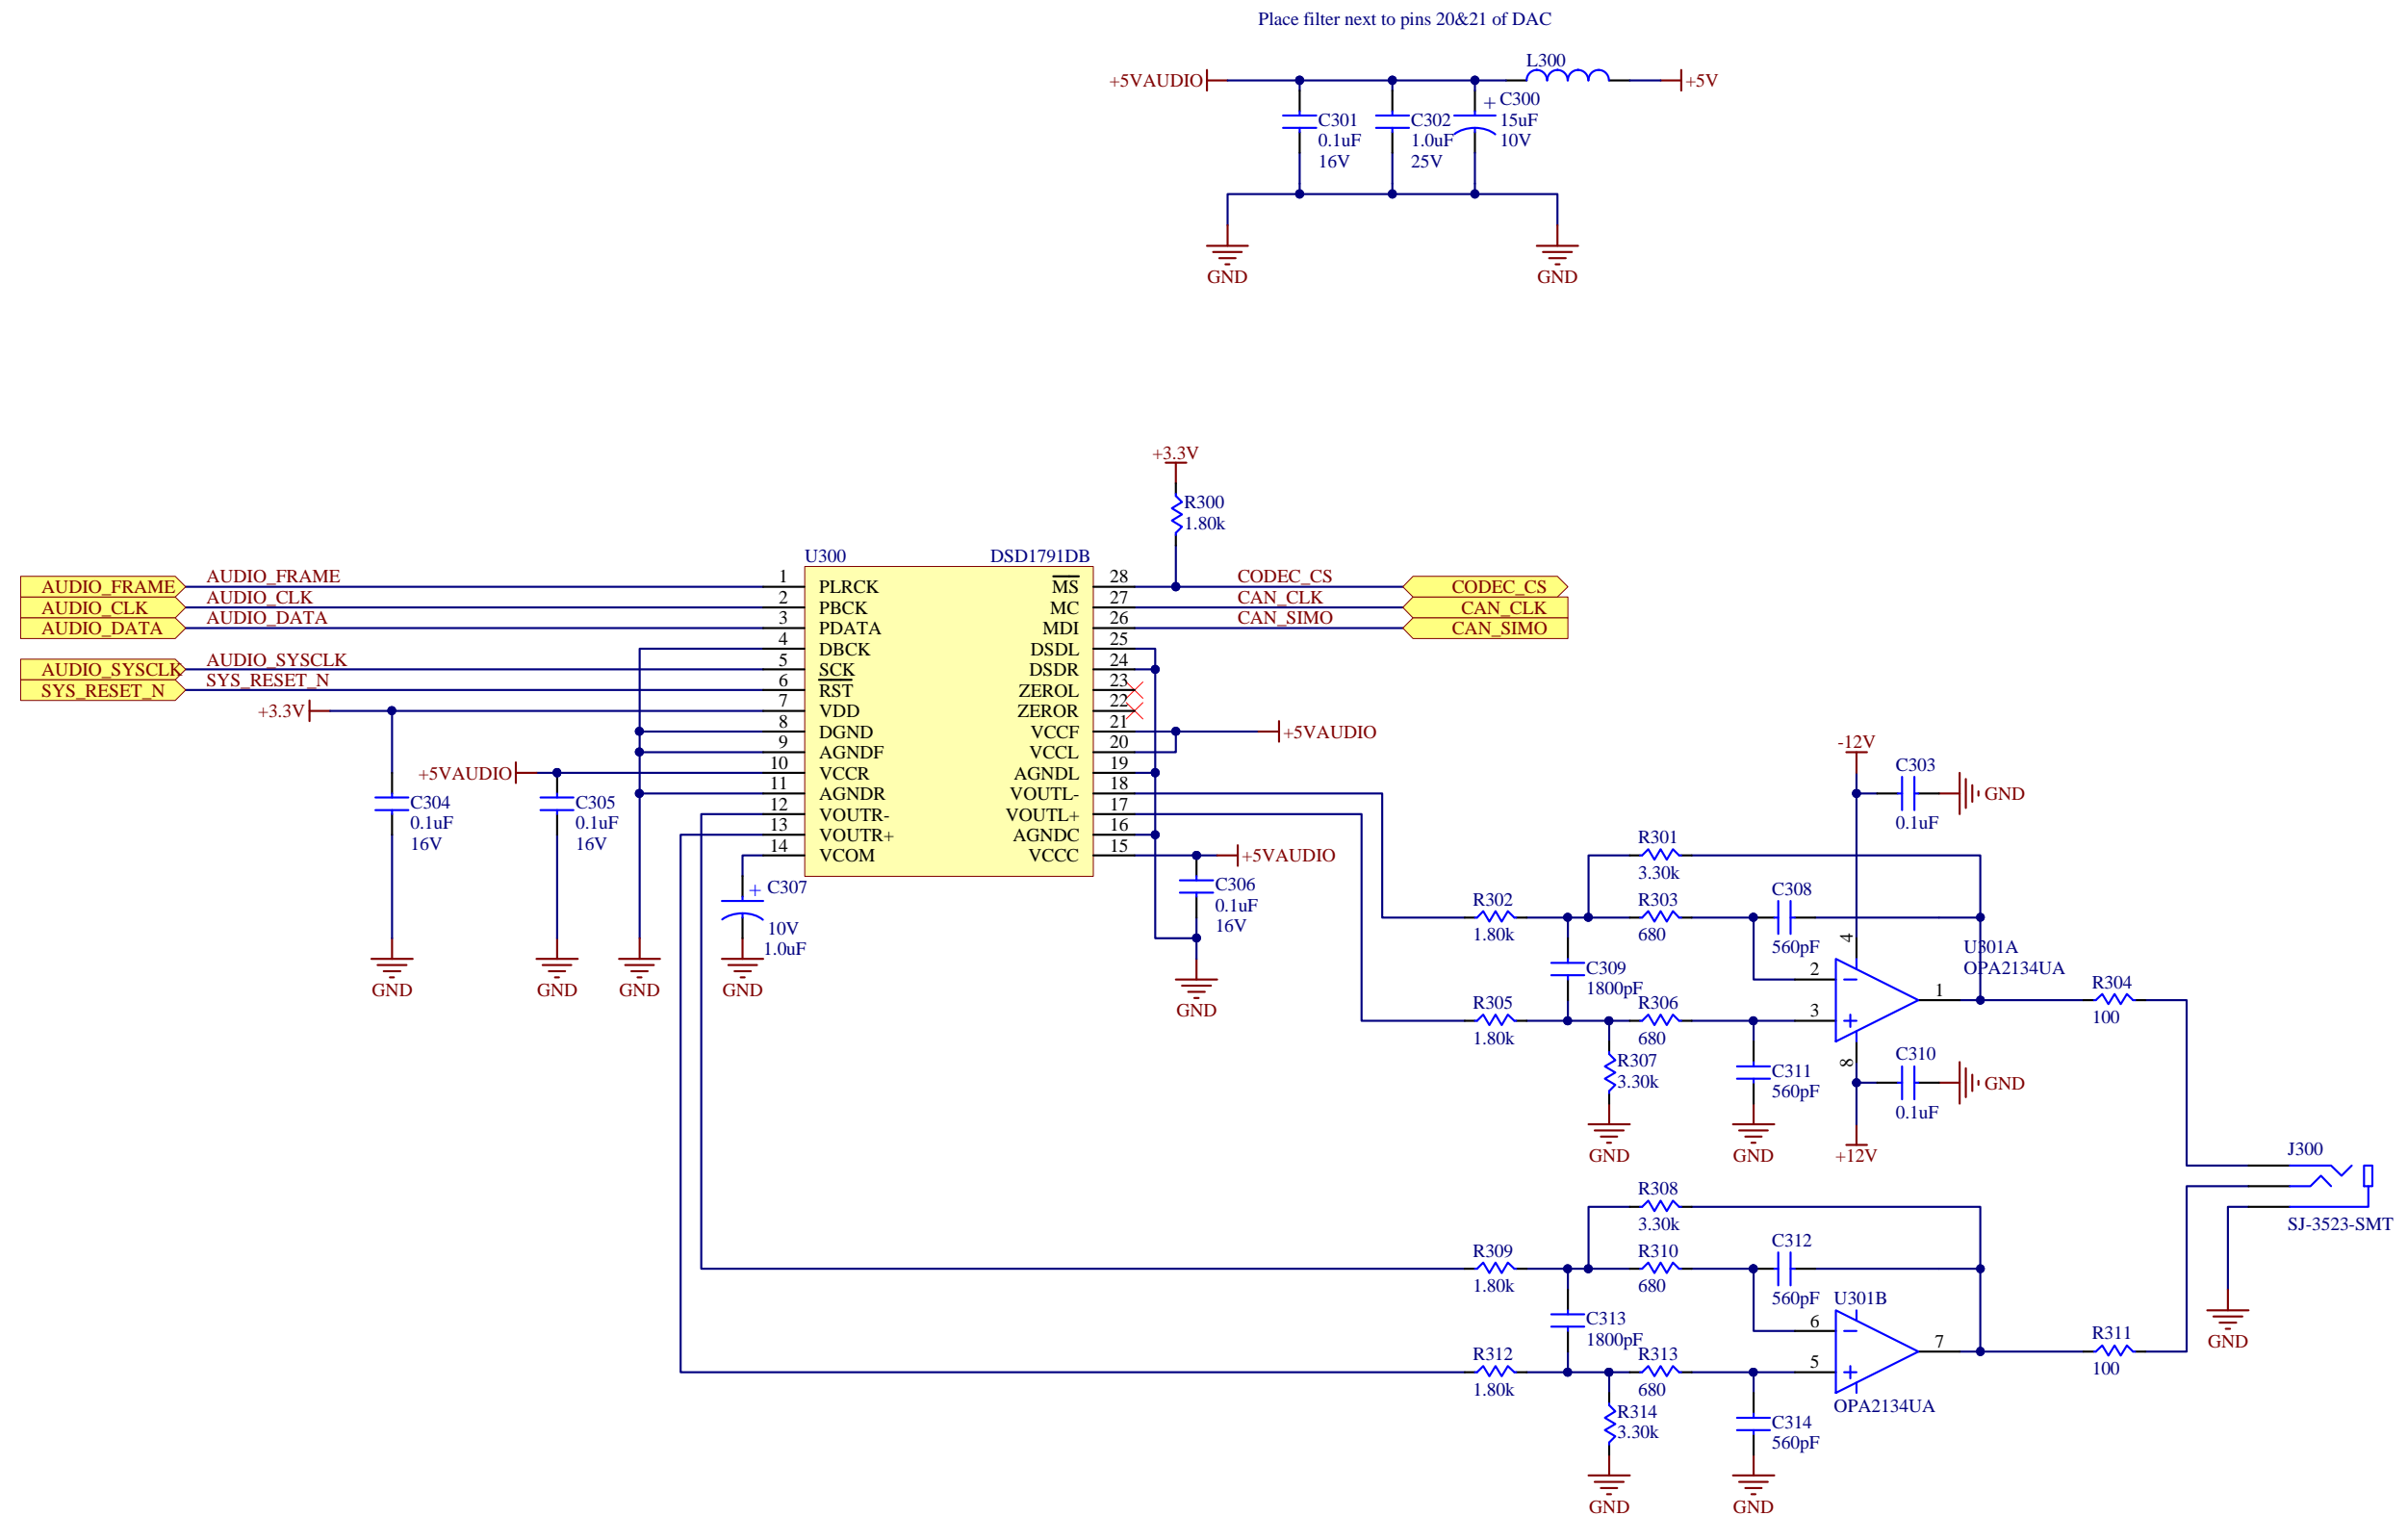 Place filter next to pins 20&21 of DAC
L300
+5VAUDIO
+5V
+ C300
15uF
10V
C301
0.1uF
16V
C302
1.0uF
25V
GND
GND
+3.3V
R300
1.80k
U300
DSD1791DB
AUDIO_FRAME
AUDIO_FRAME
1
PLRCK
MS
28
CODEC_CS
CODEC_CS
AUDIO_CLK
AUDIO_CLK
2
PBCK
MC
27
CAN_CLK
CAN_CLK
AUDIO_DATA
AUDIO_DATA
3
PDATA
MDI
26
CAN_SIMO
CAN_SIMO
4
DBCK
DSDL
25
AUDIO_SYSCLK
AUDIO_SYSCLK
5
SCK
DSDR
24
SYS_RESET_N
SYS_RESET_N
6
RST
ZEROL
23
+3.3V
7
VDD
ZEROR
22
8
DGND
VCCF
21
+5VAUDIO
9
AGNDF
VCCL
20
+5VAUDIO
10
VCCR
AGNDL
19
11
AGNDR
VOUTL-
18
12
VOUTR-
VOUTL+
17
13
VOUTR+
AGNDC
16
14
VCOM
VCCC
15
+5VAUDIO
C304
0.1uF
16V
C305
0.1uF
16V
+ C307
10V
1.0uF
C306
0.1uF
16V
GND
GND
GND
GND
GND
-12V
C303
0.1uF
GND
R301
3.30k
R302
1.80k
R303
680
C308
560pF
4
U301A
OPA2134UA
C309
1800pF
2
3
1
R304
100
R305
1.80k
R306
680
R307
3.30k
C311
560pF
8
C310
0.1uF
GND
GND
GND
+12V
J300
SJ-3523-SMT
R308
3.30k
R309
1.80k
R310
680
C312
560pF
U301B
OPA2134UA
C313
1800pF
6
5
7
R311
100
GND
R312
1.80k
R313
680
R314
3.30k
C314
560pF
GND
GND